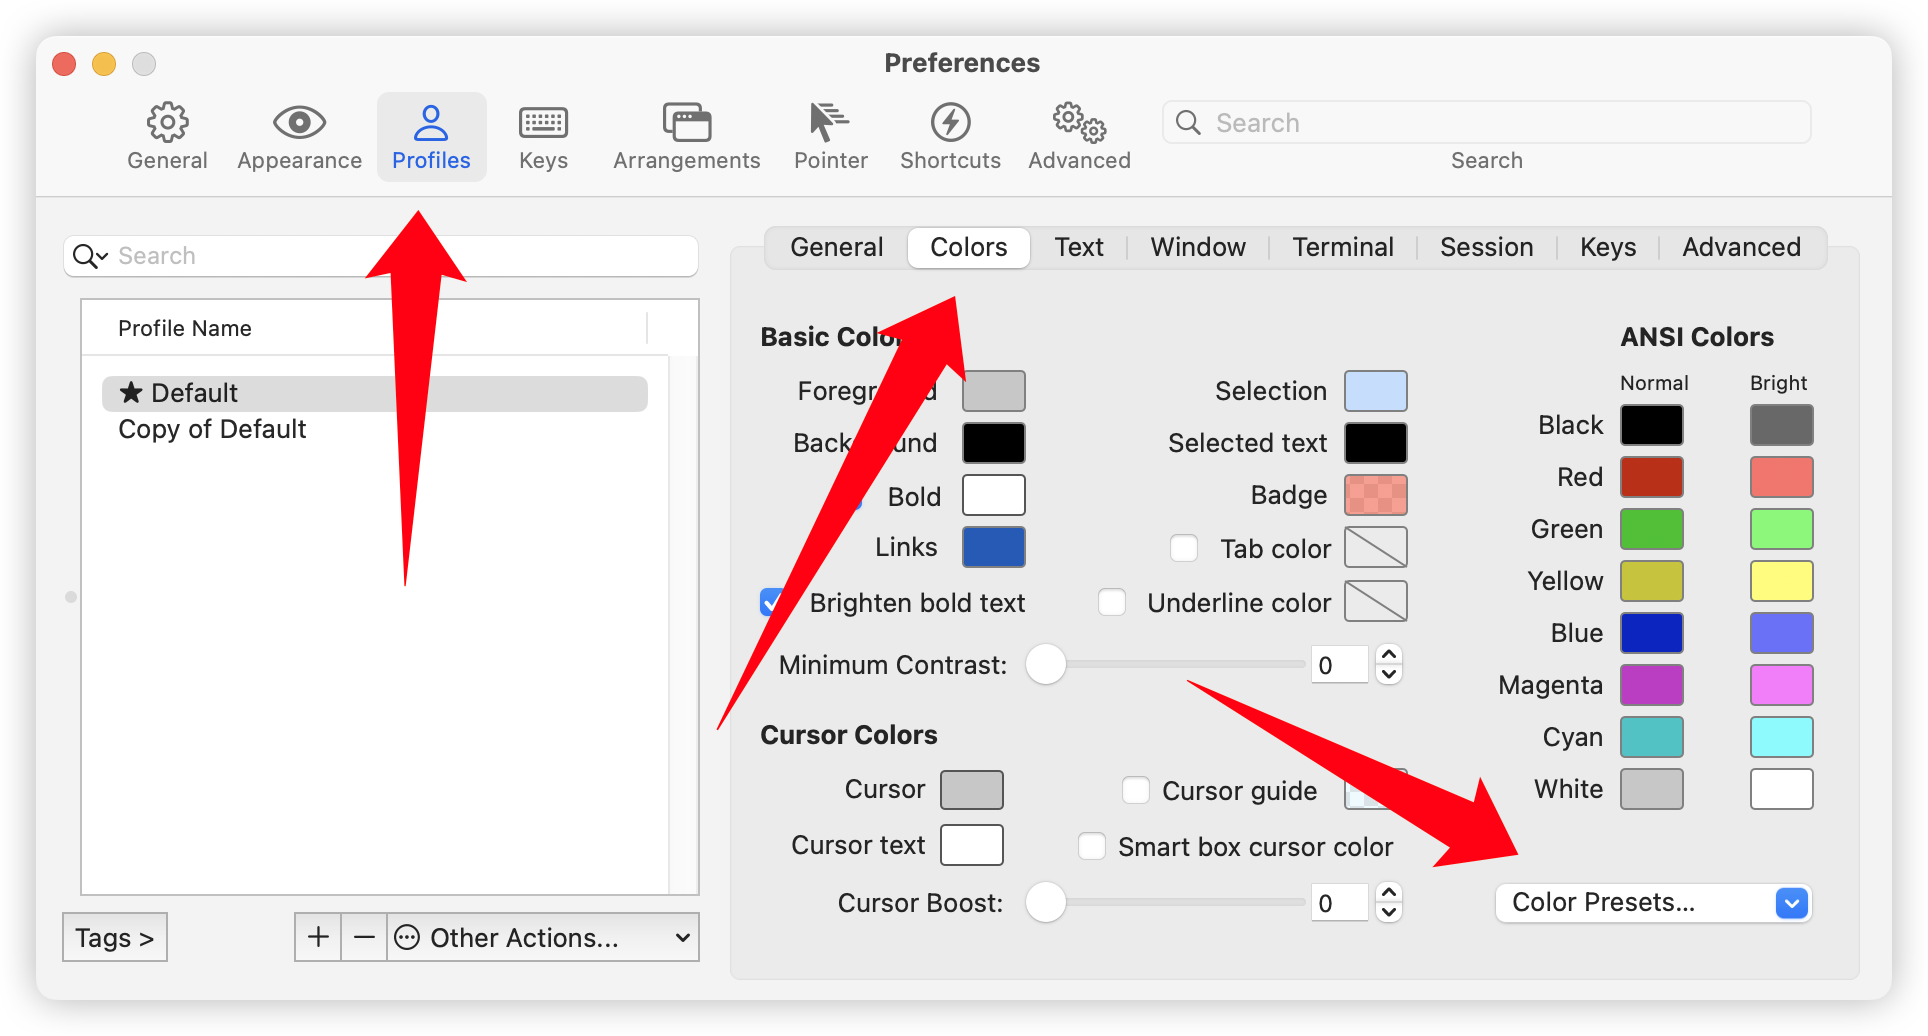 Preferences
General
Appearance
Profiles
Keys
Arrangements
Pointer
Shortcuts
Advanced
Search
Search
Search
Profile Name
★ Default
Copy of Default
Tags >
+
−
Other Actions...
General
Colors
Text
Window
Terminal
Session
Keys
Advanced
Basic Color
Foregr d
Back und
Bold
Links
Brighten bold text
Minimum Contrast:
0
Selection
Selected text
Badge
Tab color
Underline color
Cursor Colors
Cursor
Cursor text
Cursor Boost:
0
Cursor guide
Smart box cursor color
ANSI Colors
Normal Bright
Black
Red
Green
Yellow
Blue
Magenta
Cyan
White
Color Presets...